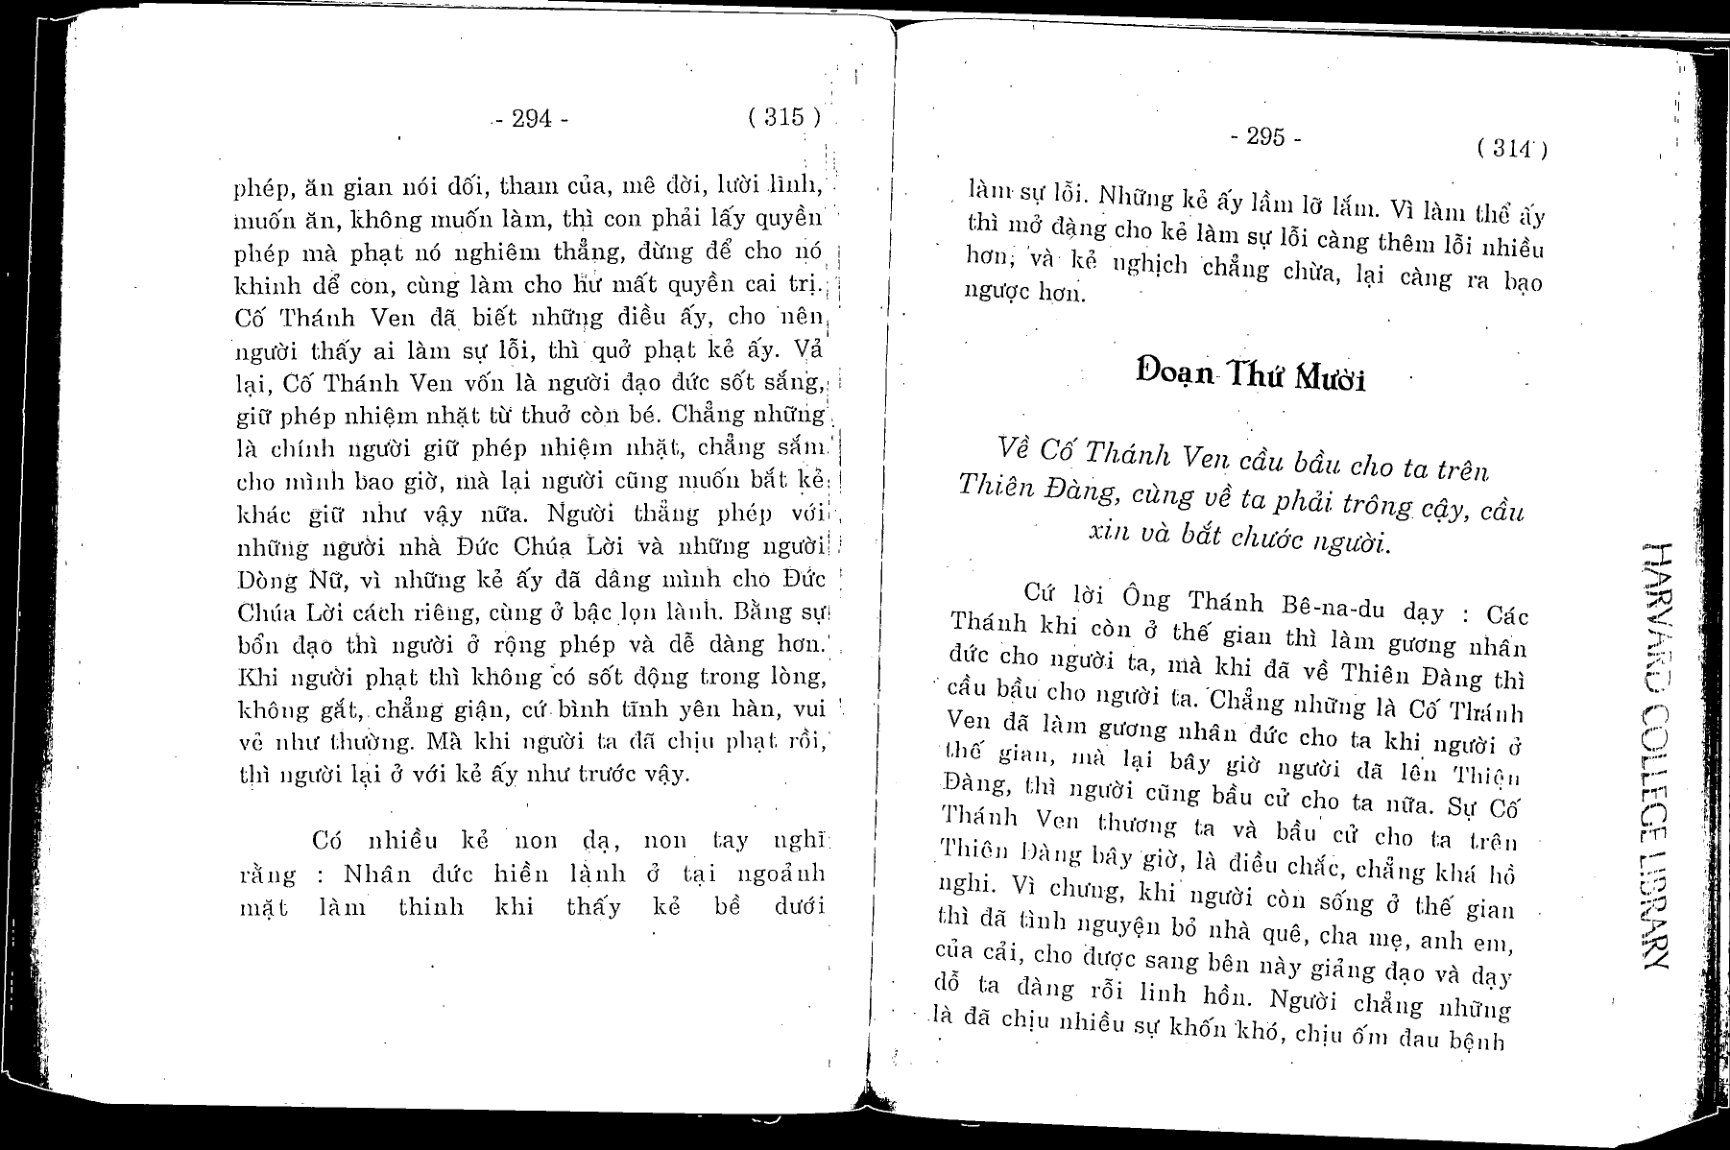 - 294 -
( 315 )
phép, ăn gian nói dối, tham của, mê đời, lười lĩnh,
muốn ăn, không muốn làm, thì con phải lấy quyền
phép mà phạt nó nghiêm thẳng, đừng để cho nó
khinh dể con, cùng làm cho hư mất quyền cai trị.
Cố Thánh Ven đã biết những điều ấy, cho nên
người thấy ai làm sự lỗi, thì quở phạt kẻ ấy. Vả
lại, Cố Thánh Ven vốn là người đạo đức sốt sắng,
giữ phép nhiệm nhặt từ thuở còn bé. Chẳng những
là chính người giữ phép nhiệm nhặt, chẳng sắm
cho mình bao giờ, mà lại người cũng muốn bắt kẻ
khác giữ như vậy nữa. Người thẳng phép với
những người nhà Đức Chúa Lời và những người
Dòng Nữ, vì những kẻ ấy đã dâng mình cho Đức
Chúa Lời cách riêng, cùng ở bậc lọn lành. Bằng sự
bổn đạo thì người ở rộng phép và dễ dàng hơn.
Khi người phạt thì không có sốt động trong lòng,
không gắt, chẳng giận, cứ bình tĩnh yên hàn, vui
vẻ như thường. Mà khi người ta đã chịu phạt rồi,
thì người lại ở với kẻ ấy như trước vậy.
Có nhiều kẻ non dạ, non tay nghĩ
rằng : Nhân đức hiền lành ở tại ngoảnh
mặt làm thinh khi thấy kẻ bề dưới
- 295 -
( 314 )
làm sự lỗi. Những kẻ ấy lầm lỡ lắm. Vì làm thể ấy
thì mở đàng cho kẻ làm sự lỗi càng thêm lỗi nhiều
hơn, và kẻ nghịch chẳng chừa, lại càng ra bạo
ngược hơn.
Đoạn Thứ Mười
Về Cố Thánh Ven cầu bầu cho ta trên
Thiên Đàng, cùng về ta phải trông cậy, cầu
xin và bắt chước người.
Cứ lời Ông Thánh Bê-na-du dạy : Các
Thánh khi còn ở thế gian thì làm gương nhân
đức cho người ta, mà khi đã về Thiên Đàng thì
cầu bầu cho người ta. Chẳng những là Cố Thánh
Ven đã làm gương nhân đức cho ta khi người ở
thế gian, mà lại bây giờ người đã lên Thiên
Đàng, thì người cũng bầu cử cho ta nữa. Sự Cố
Thánh Ven thương ta và bầu cử cho ta trên
Thiên Đàng bây giờ, là điều chắc, chẳng khá hồ
nghi. Vì chưng, khi người còn sống ở thế gian
thì đã tình nguyện bỏ nhà quê, cha mẹ, anh em,
của cải, cho được sang bên này giảng đạo và dạy
dỗ ta đàng rỗi linh hồn. Người chẳng những
là đã chịu nhiều sự khốn khó, chịu ốm đau bệnh
HARVARD COLLEGE LIBRARY